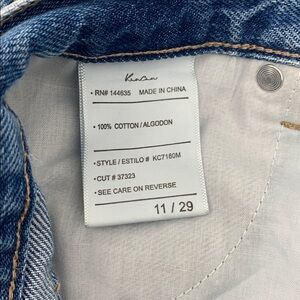 KanCan
• RN# 144635 MADE IN CHINA
• 100% COTTON / ALGODON
• STYLE / ESTILO # KC7160M
• CUT # 37323
• SEE CARE ON REVERSE
11 / 29